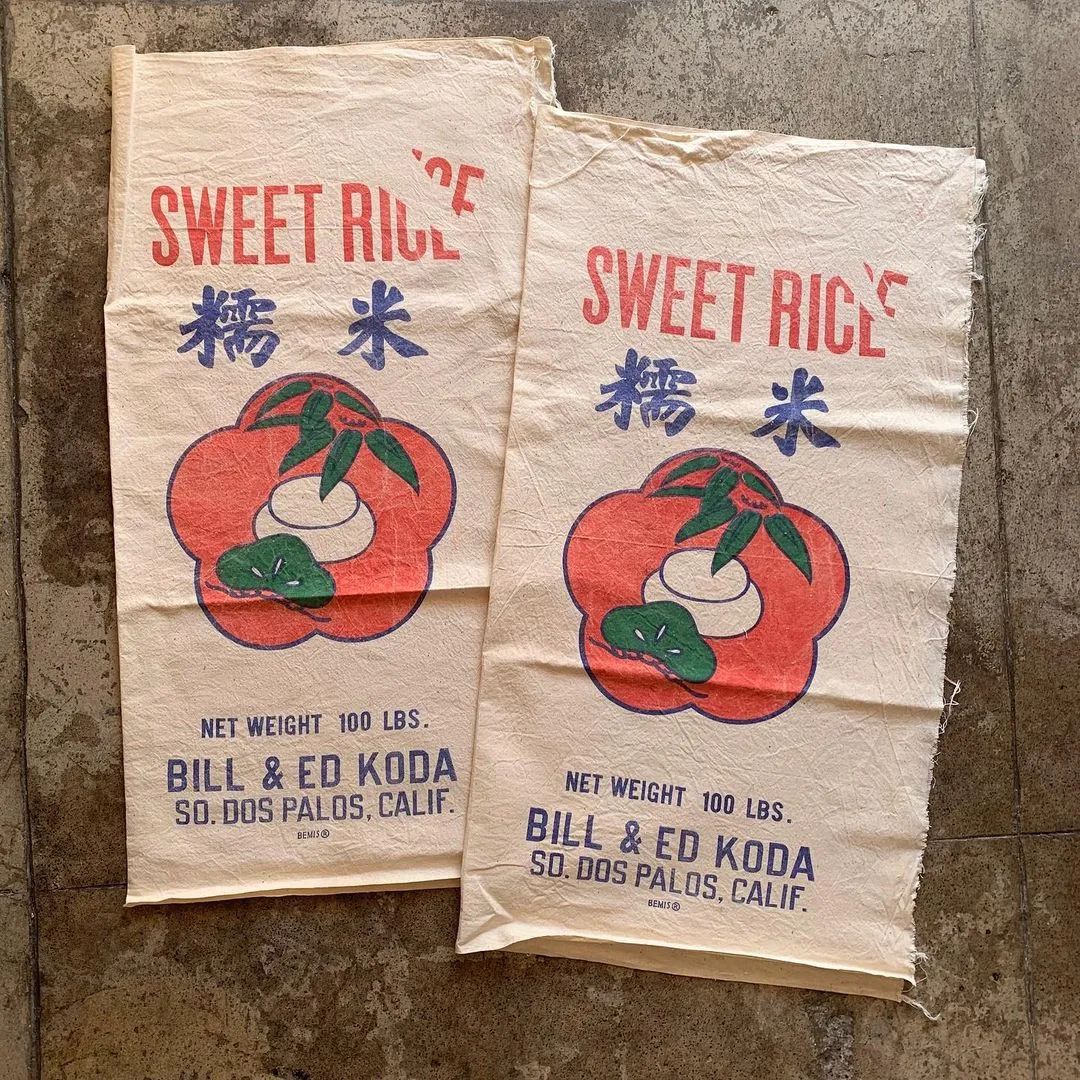 SWEET RICE
糯 米
NET WEIGHT 100 LBS.
BILL & ED KODA
SO. DOS PALOS, CALIF.
BEMIS®
SWEET RICE
糯 米
NET WEIGHT 100 LBS.
BILL & ED KODA
SO. DOS PALOS, CALIF.
BEMIS®